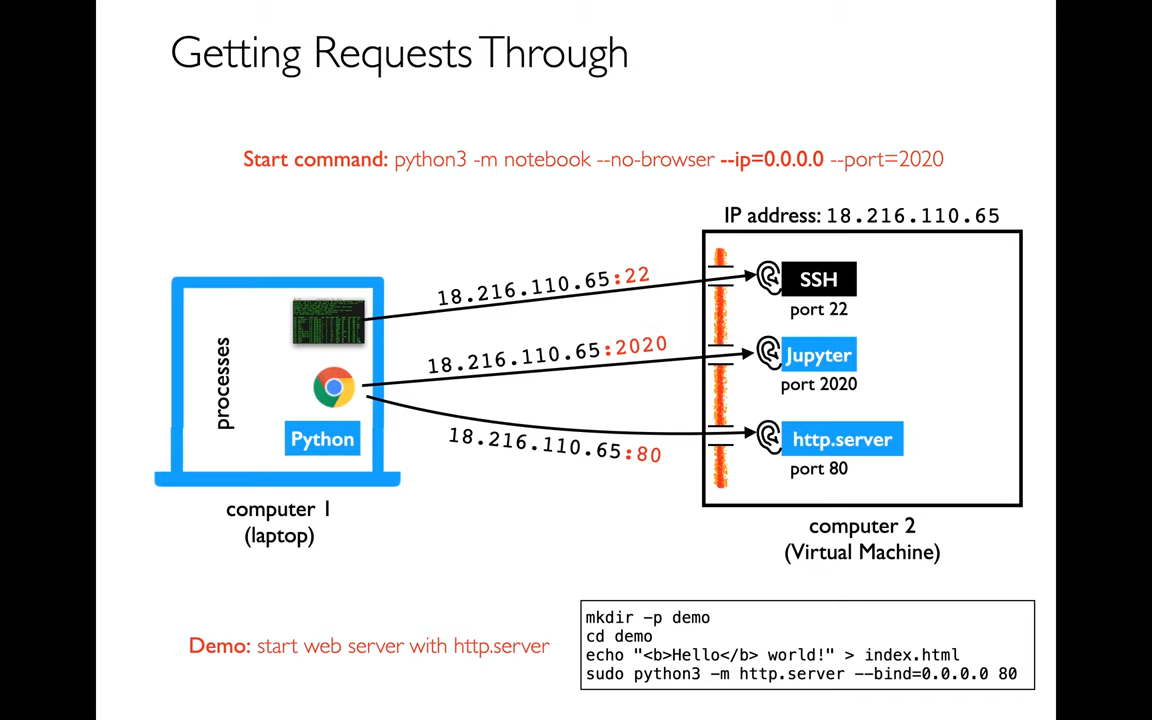 Getting Requests Through
Start command: python3 -m notebook --no-browser --ip=0.0.0.0 --port=2020
IP address: 18.216.110.65
18.216.110.65:22
SSH
port 22
processes
18.216.110.65:2020
Jupyter
port 2020
Python
18.216.110.65:80
http.server
port 80
computer 1
(laptop)
computer 2
(Virtual Machine)
Demo: start web server with http.server
mkdir -p demo
cd demo
echo "<b>Hello</b> world!" > index.html
sudo python3 -m http.server --bind=0.0.0.0 80